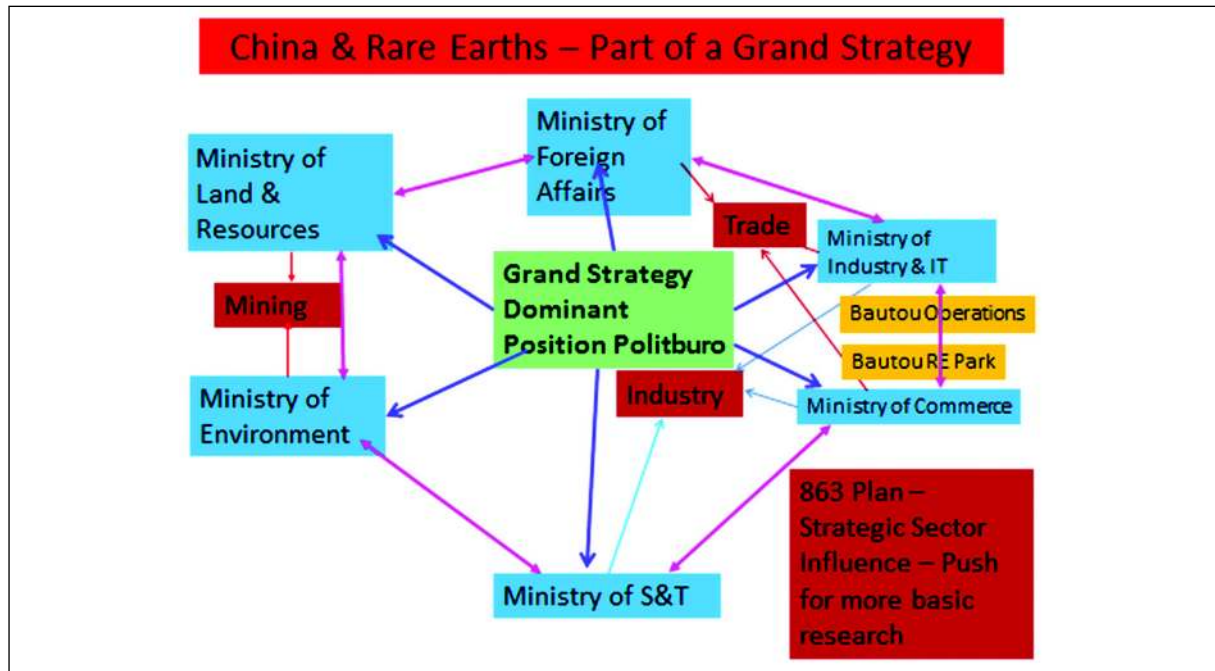 China & Rare Earths – Part of a Grand Strategy
Ministry of
Foreign
Affairs
Ministry of
Land &
Resources
Trade
Ministry of
Industry & IT
Grand Strategy
Dominant
Position Politburo
Mining
Bautou Operations
Bautou RE Park
Industry
Ministry of Commerce
Ministry of
Environment
863 Plan –
Strategic Sector
Influence – Push
for more basic
research
Ministry of S&T